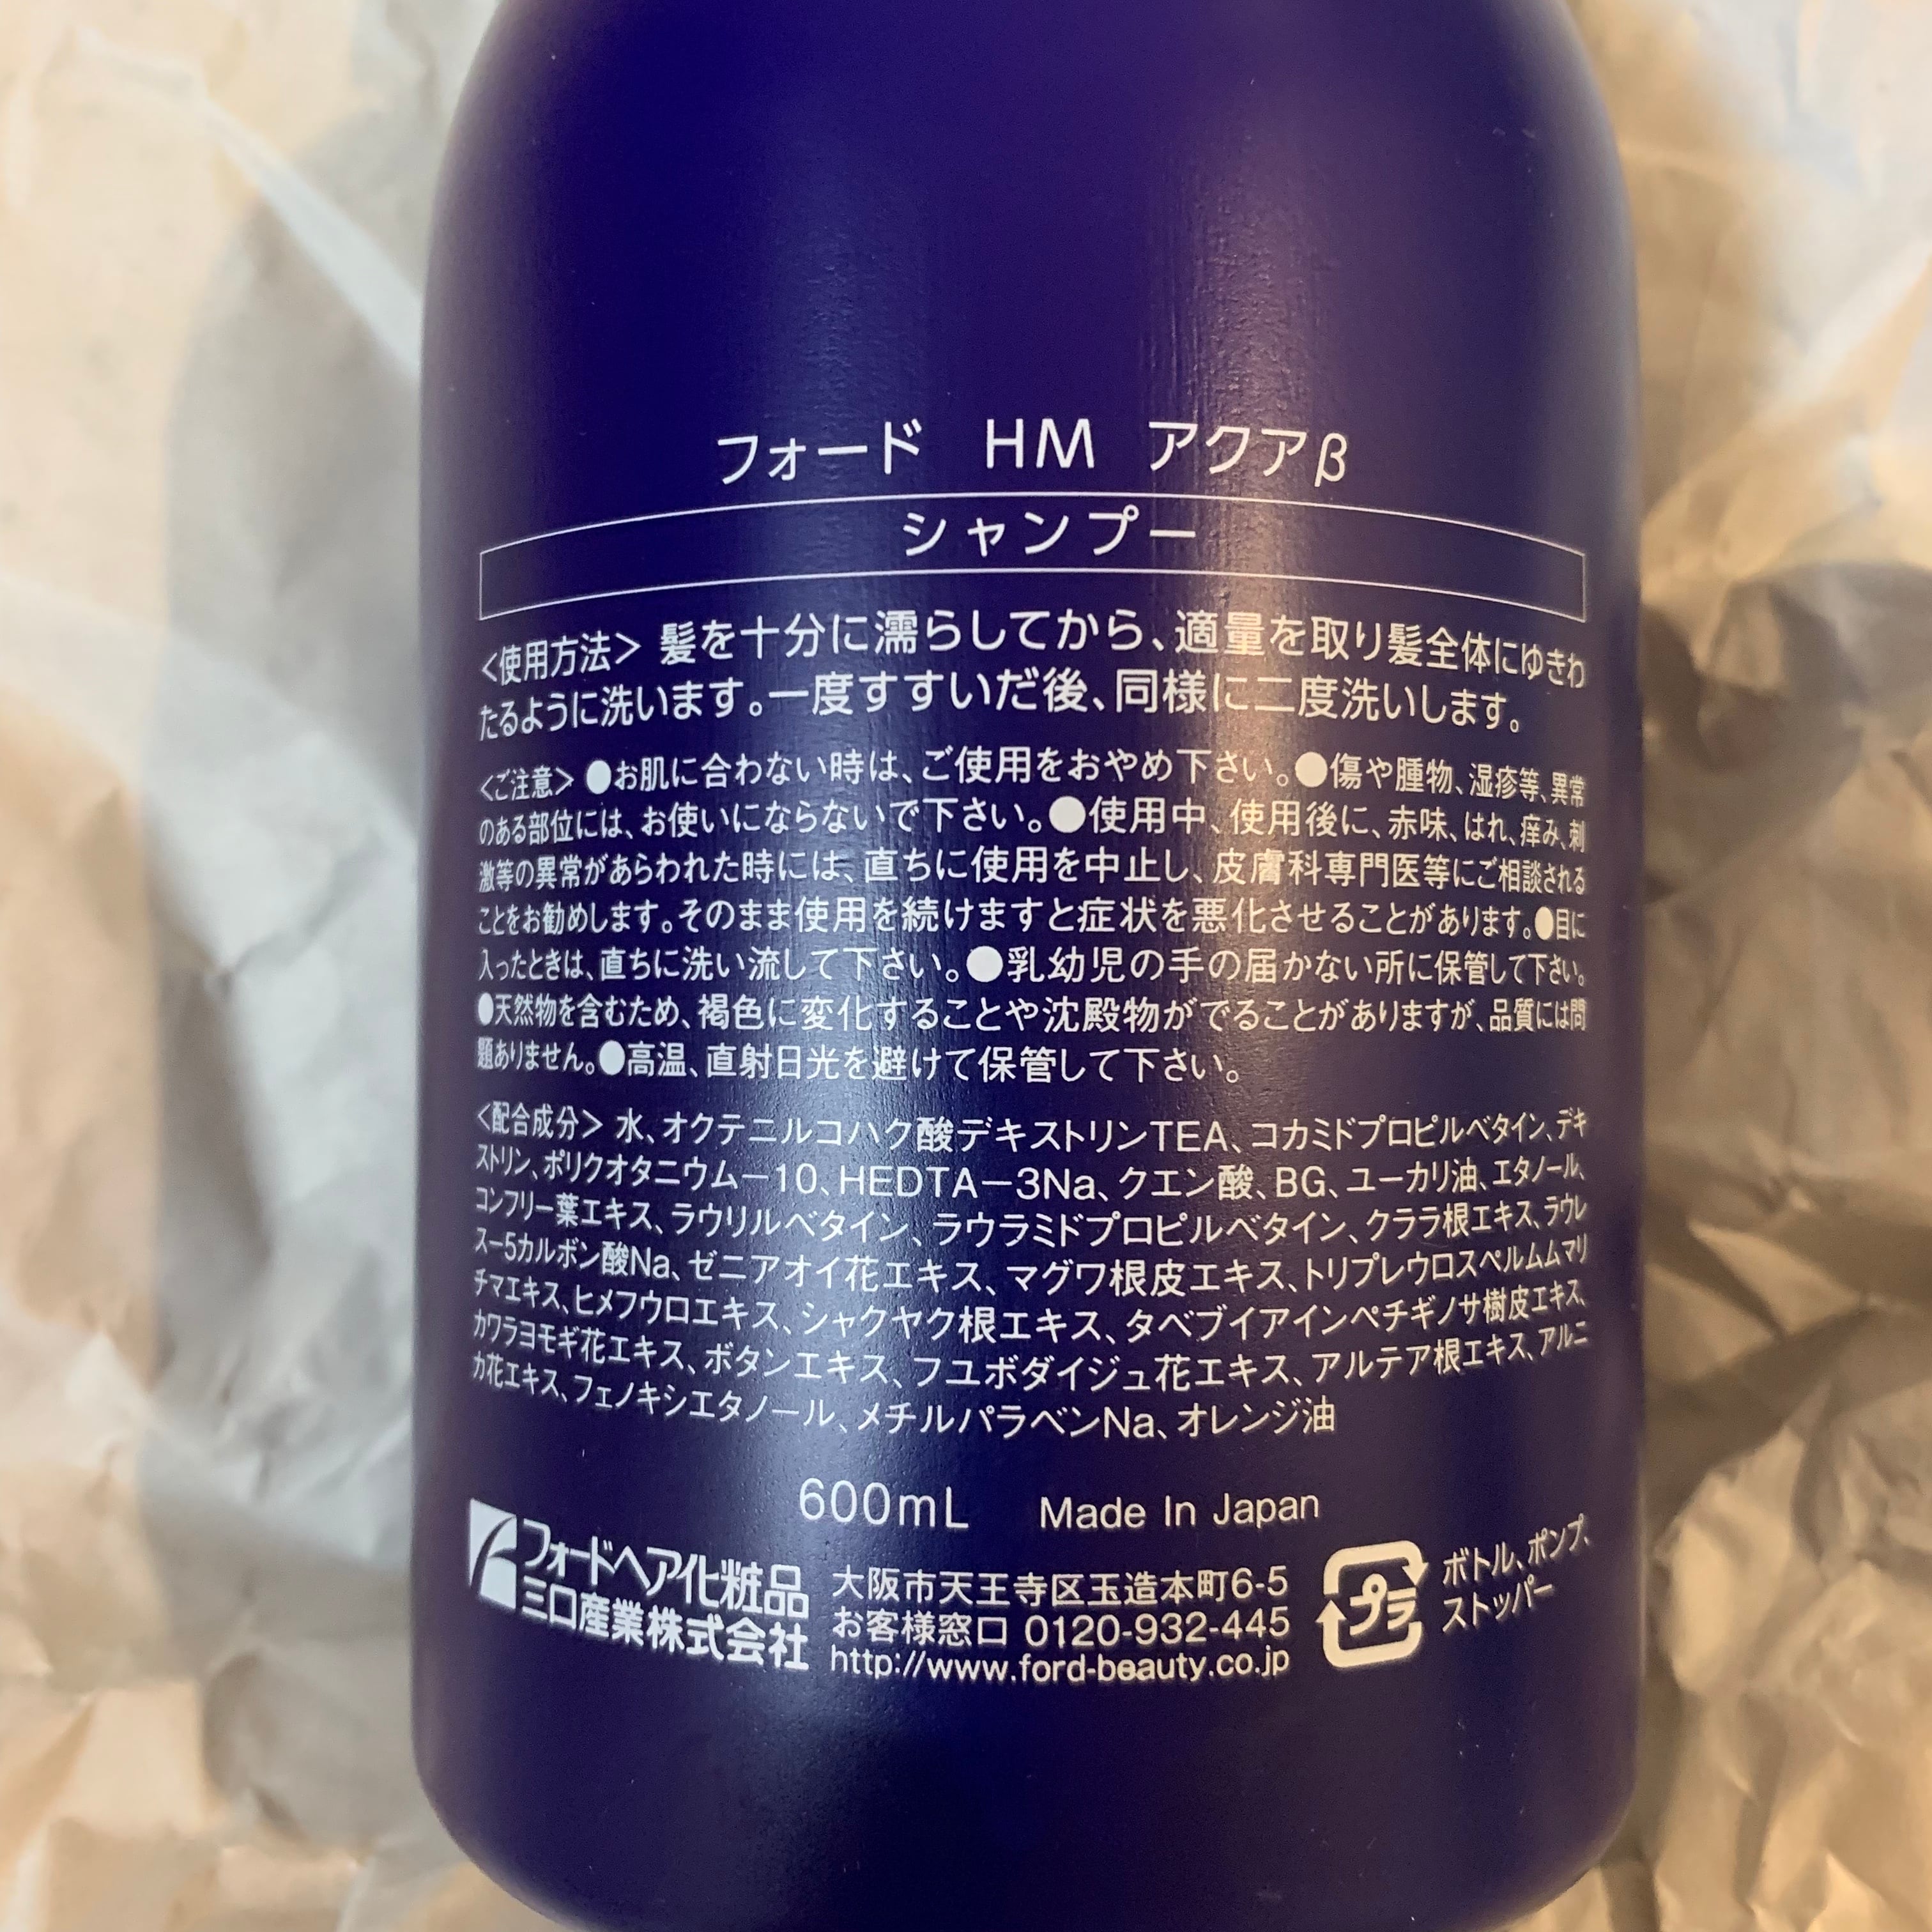 フォード HM アクアβ
シャンプー
<使用方法> 髪を十分に濡らしてから、適量を取り髪全体にゆきわ
たるように洗います。一度すすいだ後、同様に二度洗いします。
<ご注意> ●お肌に合わない時は、ご使用をおやめ下さい。●傷や腫物、湿疹等、異常
のある部位には、お使いにならないで下さい。●使用中、使用後に、赤味、はれ、痒み、刺
激等の異常があらわれた時には、直ちに使用を中止し、皮膚科専門医等にご相談される
ことをお勧めします。そのまま使用を続けますと症状を悪化させることがあります。●目に
入ったときは、直ちに洗い流して下さい。●乳幼児の手の届かない所に保管して下さい。
●天然物を含むため、褐色に変化することや沈殿物がでることがありますが、品質には問
題ありません。●高温、直射日光を避けて保管して下さい。
<配合成分> 水、オクテニルコハク酸デキストリンTEA、コカミドプロピルベタイン、デキ
ストリン、ポリクオタニウム－10、HEDTA－3Na、クエン酸、BG、ユーカリ油、エタノール、
コンフリー葉エキス、ラウリルベタイン、ラウラミドプロピルベタイン、クララ根エキス、ラウレ
ス－5カルボン酸Na、ゼニアオイ花エキス、マグワ根皮エキス、トリプレウロスペルムムマリ
チマエキス、ヒメフウロエキス、シャクヤク根エキス、タベブイアインペチギノサ樹皮エキス、
カワラヨモギ花エキス、ボタンエキス、フユボダイジュ花エキス、アルテア根エキス、アルニ
カ花エキス、フェノキシエタノール、メチルパラベンNa、オレンジ油
600mL Made In Japan
フォードヘア化粧品
三口産業株式会社
大阪市天王寺区玉造本町6-5
お客様窓口 0120-932-445
http://www.ford-beauty.co.jp
プラ
ボトル、ポンプ、
ストッパー